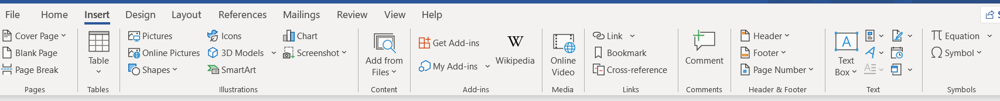 File Home Insert Design Layout References Mailings Review View Help
Cover Page
Blank Page
Page Break
Pages
Table
Tables
Pictures
Online Pictures
Shapes
Icons
3D Models
SmartArt
Chart
Screenshot
Illustrations
Add from
Files
Content
Get Add-ins
My Add-ins
W
Wikipedia
Add-ins
Online
Video
Media
Link
Bookmark
Cross-reference
Links
Comment
Comments
Header
Footer
# Page Number
Header & Footer
A
Text
Box
A
A
Text
π Equation
Ω Symbol
Symbols